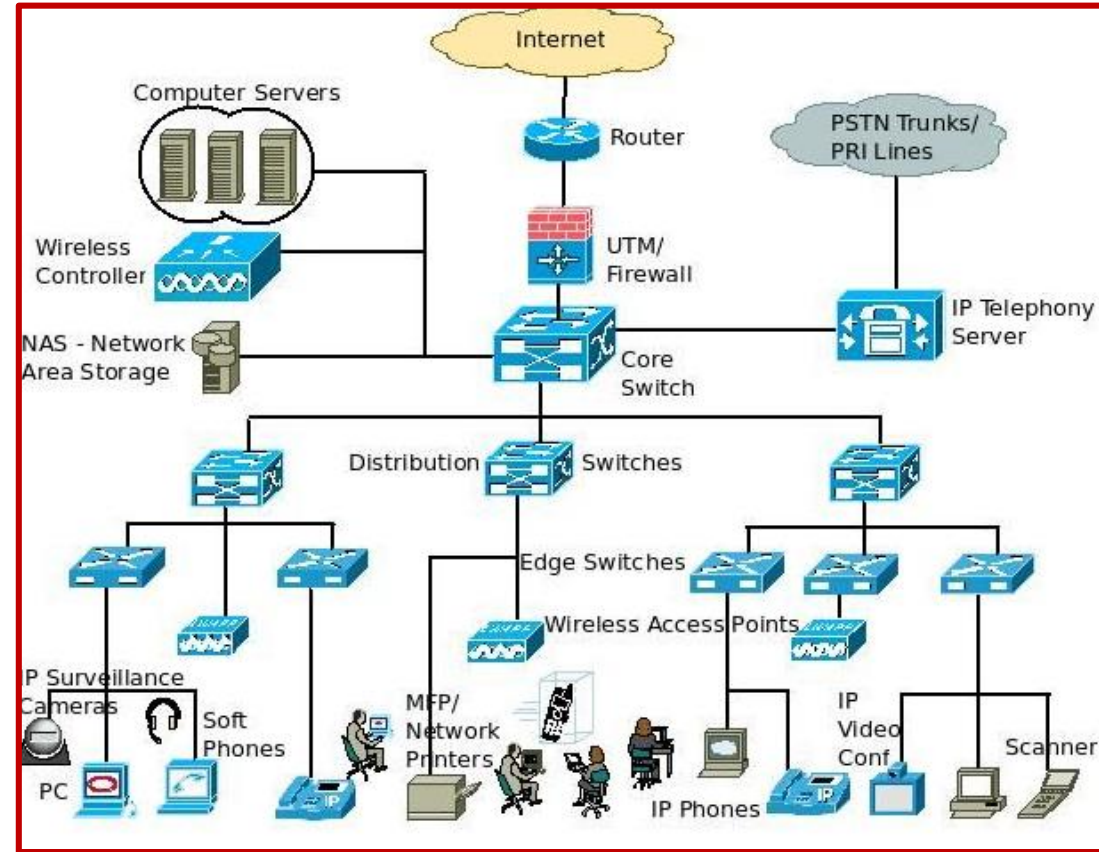 Internet
Computer Servers
Router
PSTN Trunks/
PRI Lines
Wireless
Controller
UTM/
Firewall
IP Telephony
Server
NAS - Network
Area Storage
Core
Switch
Distribution
Switches
Edge Switches
Wireless Access Points
IP Surveillance
Cameras
Soft
Phones
MFP/
Network
Printers
IP
Video
Conf
Scanner
PC
IP
IP Phones
IP